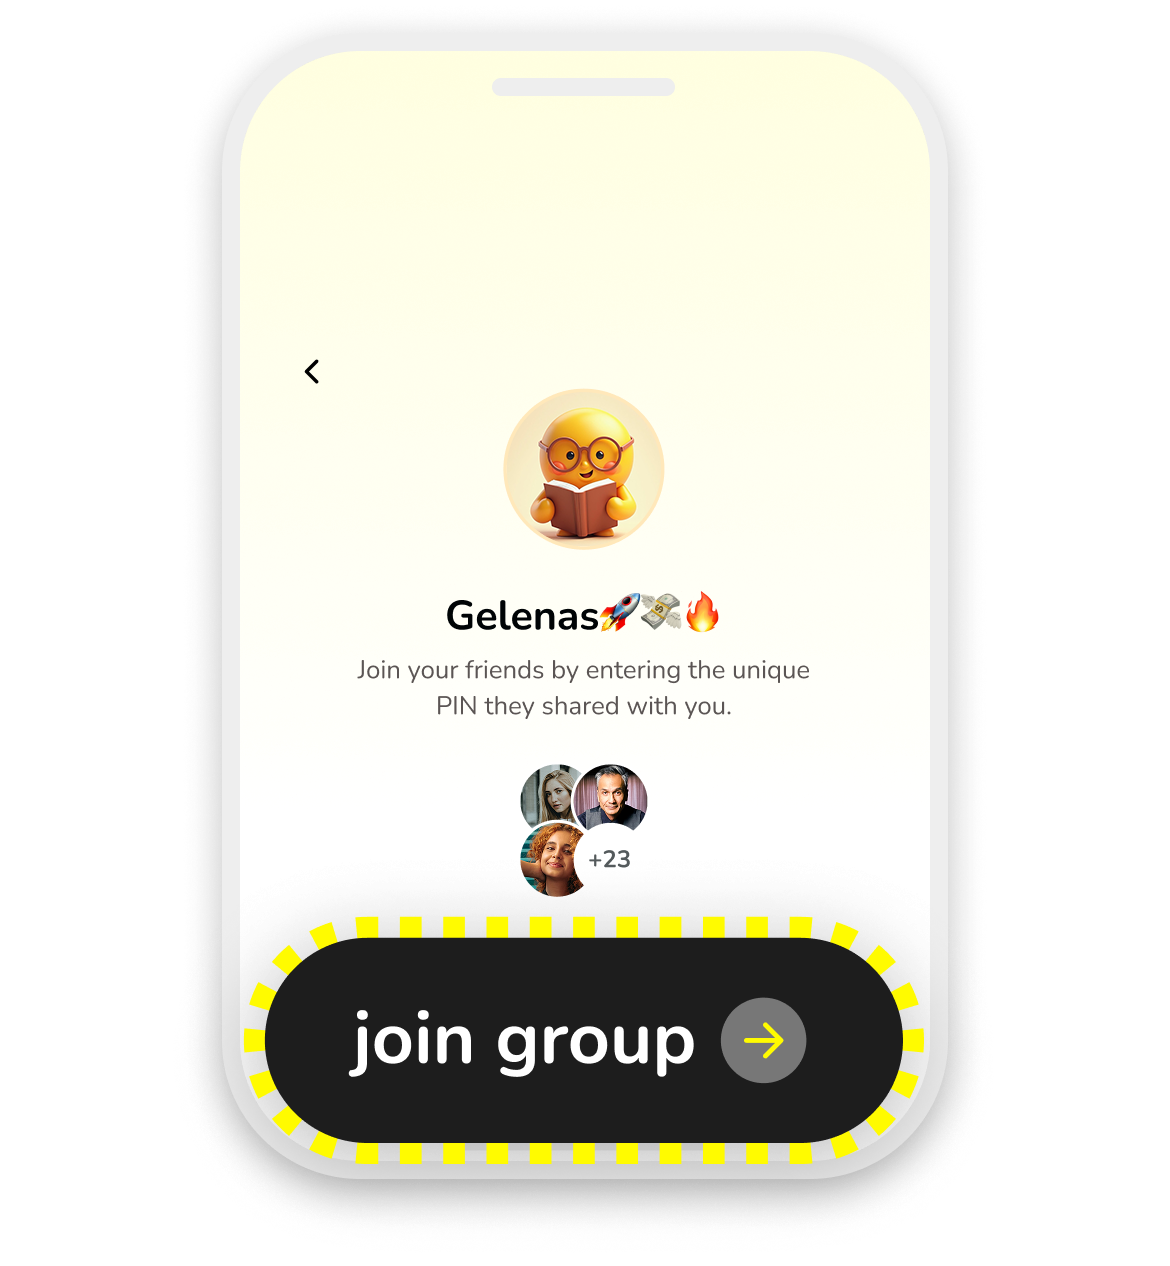 Gelenas🚀💸🔥
Join your friends by entering the unique
PIN they shared with you.
+23
join group